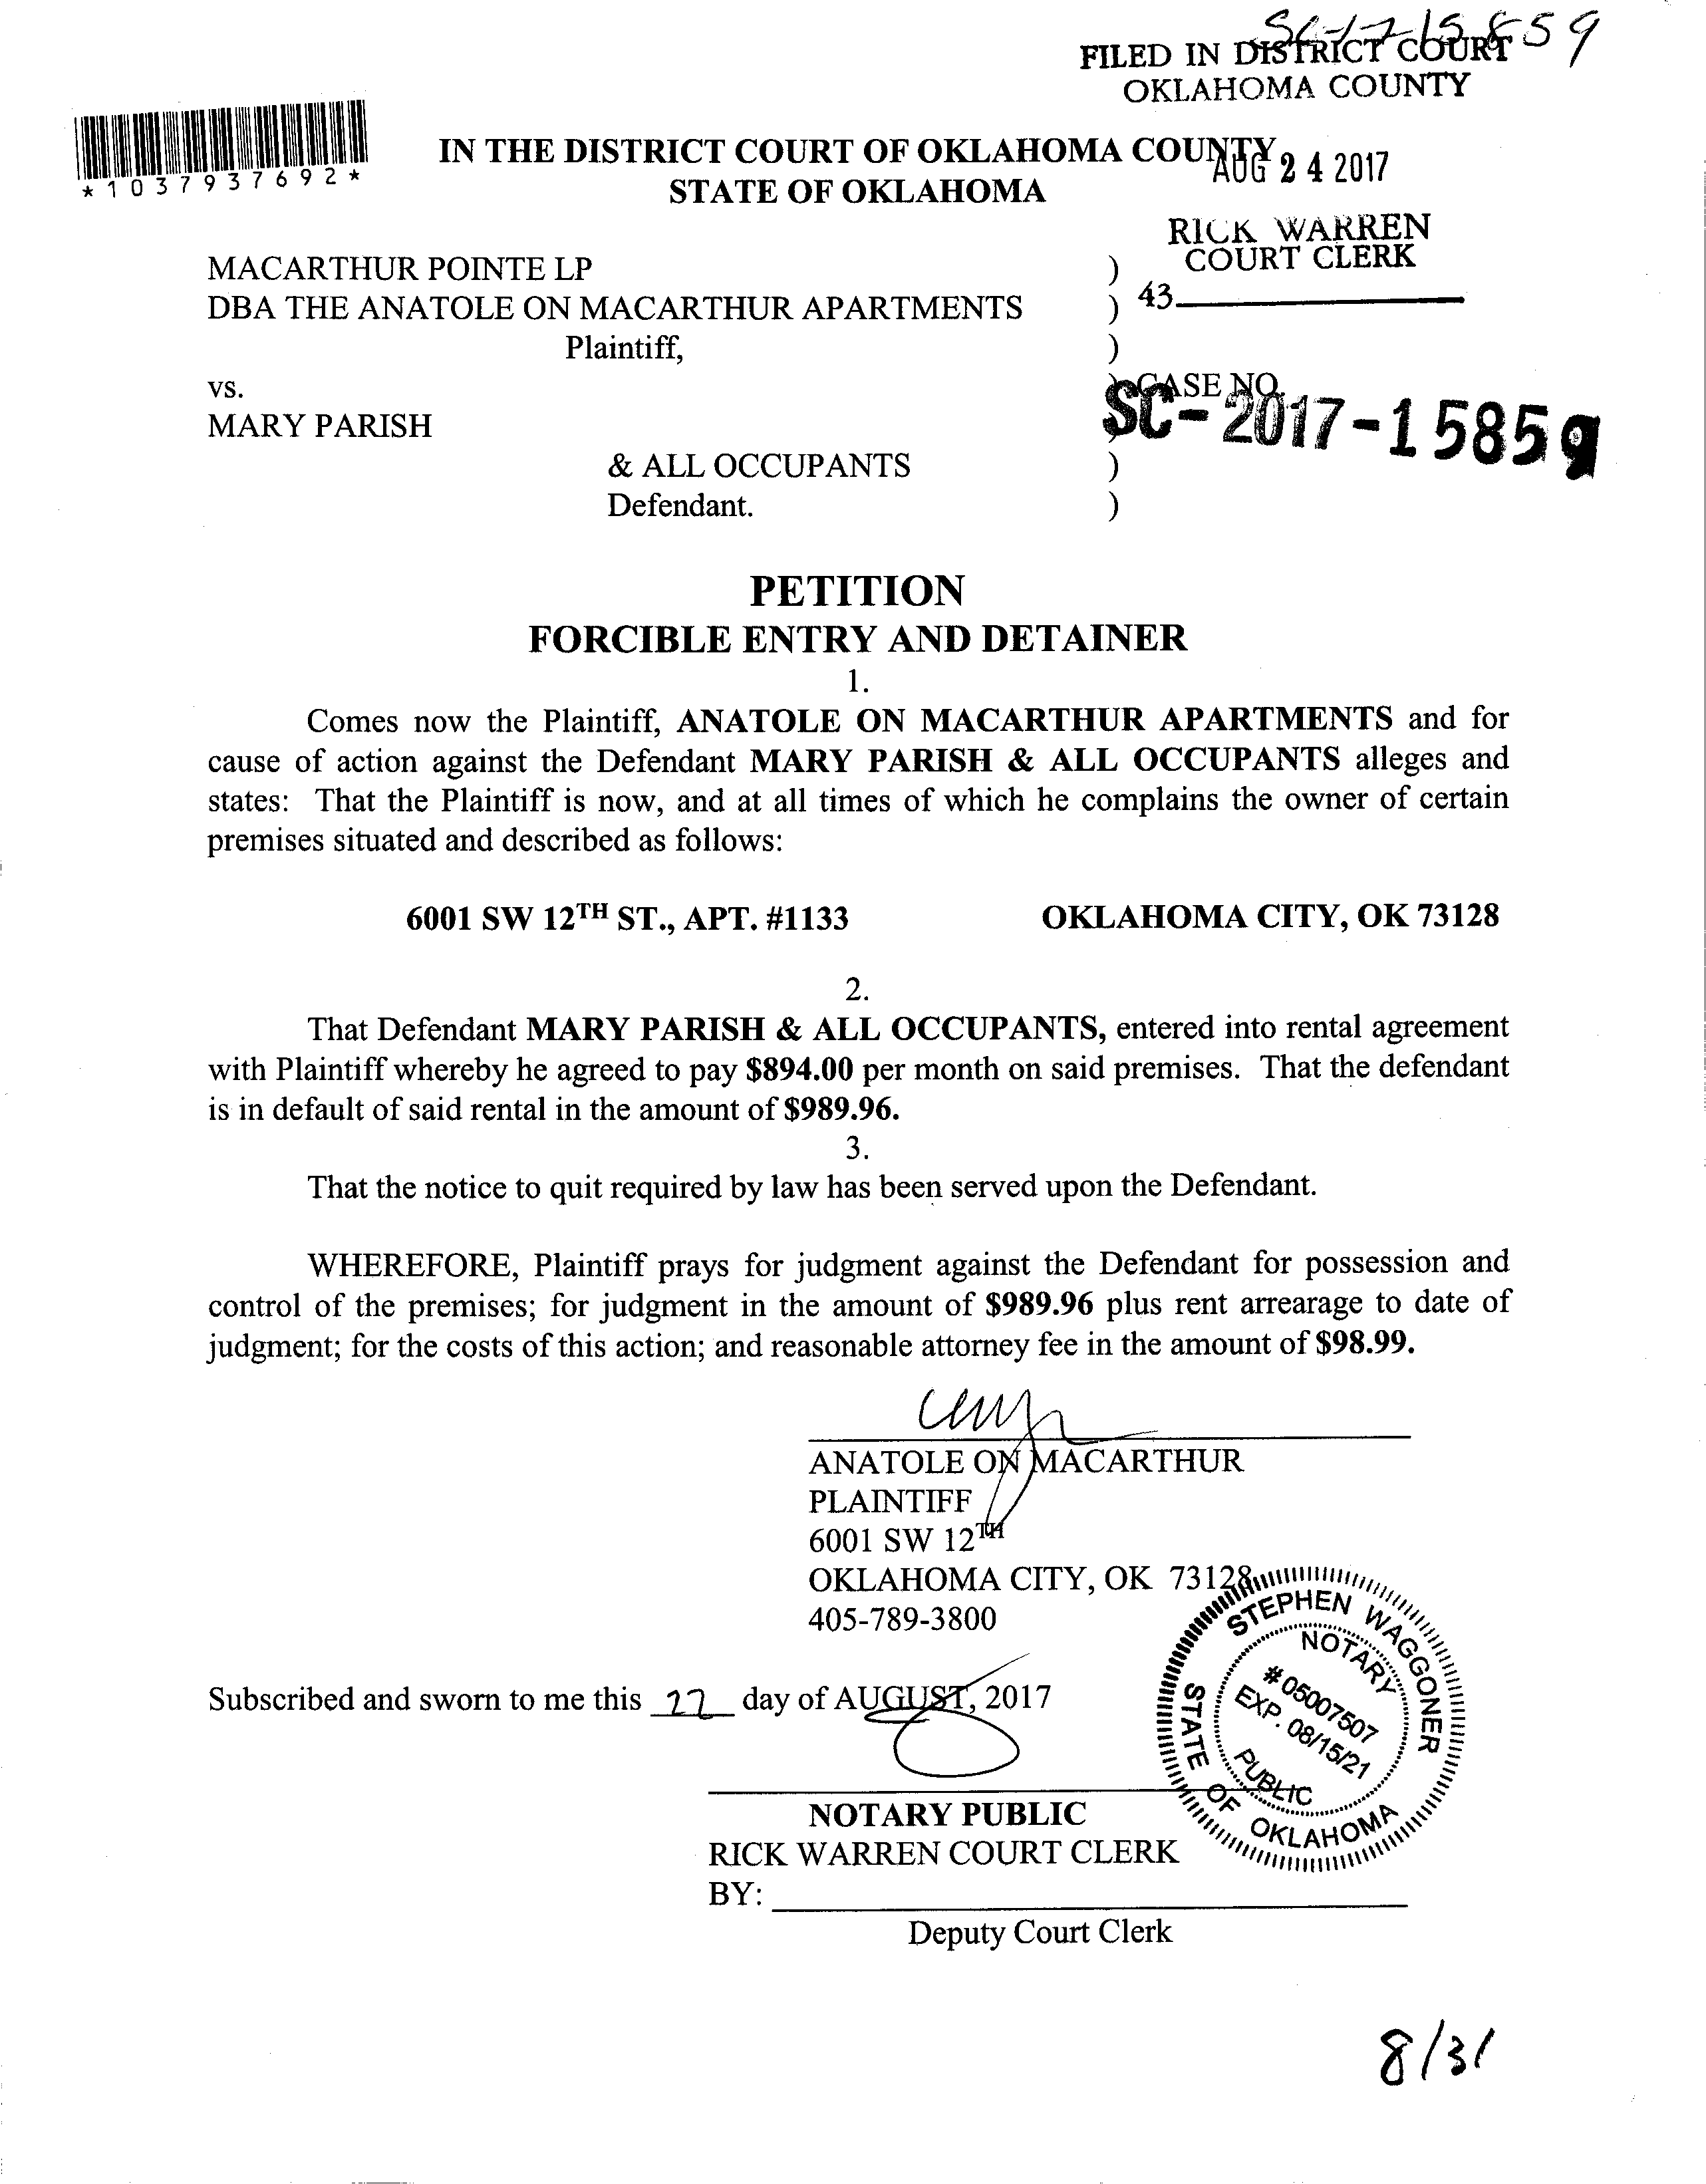 SC-17-15859
FILED IN DISTRICT COURT
OKLAHOMA COUNTY
*1037937692*
IN THE DISTRICT COURT OF OKLAHOMA COUNTY
AUG 24 2017
STATE OF OKLAHOMA
RICK WARREN
COURT CLERK
MACARTHUR POINTE LP )
DBA THE ANATOLE ON MACARTHUR APARTMENTS ) 43
Plaintiff, )
vs. ) CASE NO.
SC-2017-15859
MARY PARISH )
& ALL OCCUPANTS )
Defendant. )
PETITION
FORCIBLE ENTRY AND DETAINER
1.
Comes now the Plaintiff, ANATOLE ON MACARTHUR APARTMENTS and for
cause of action against the Defendant MARY PARISH & ALL OCCUPANTS alleges and
states: That the Plaintiff is now, and at all times of which he complains the owner of certain
premises situated and described as follows:
6001 SW 12TH ST., APT. #1133 OKLAHOMA CITY, OK 73128
2.
That Defendant MARY PARISH & ALL OCCUPANTS, entered into rental agreement
with Plaintiff whereby he agreed to pay $894.00 per month on said premises. That the defendant
is in default of said rental in the amount of $989.96.
3.
That the notice to quit required by law has been served upon the Defendant.
WHEREFORE, Plaintiff prays for judgment against the Defendant for possession and
control of the premises; for judgment in the amount of $989.96 plus rent arrearage to date of
judgment; for the costs of this action; and reasonable attorney fee in the amount of $98.99.
ANATOLE ON MACARTHUR
PLAINTIFF
6001 SW 12TH
OKLAHOMA CITY, OK 73128
405-789-3800
Subscribed and sworn to me this 22 day of AUGUST, 2017
STEPHEN WAGGONER
NOTARY
#05007507
EXP. 08/15/21
PUBLIC
STATE OF OKLAHOMA
NOTARY PUBLIC
RICK WARREN COURT CLERK
BY:
Deputy Court Clerk
8/31